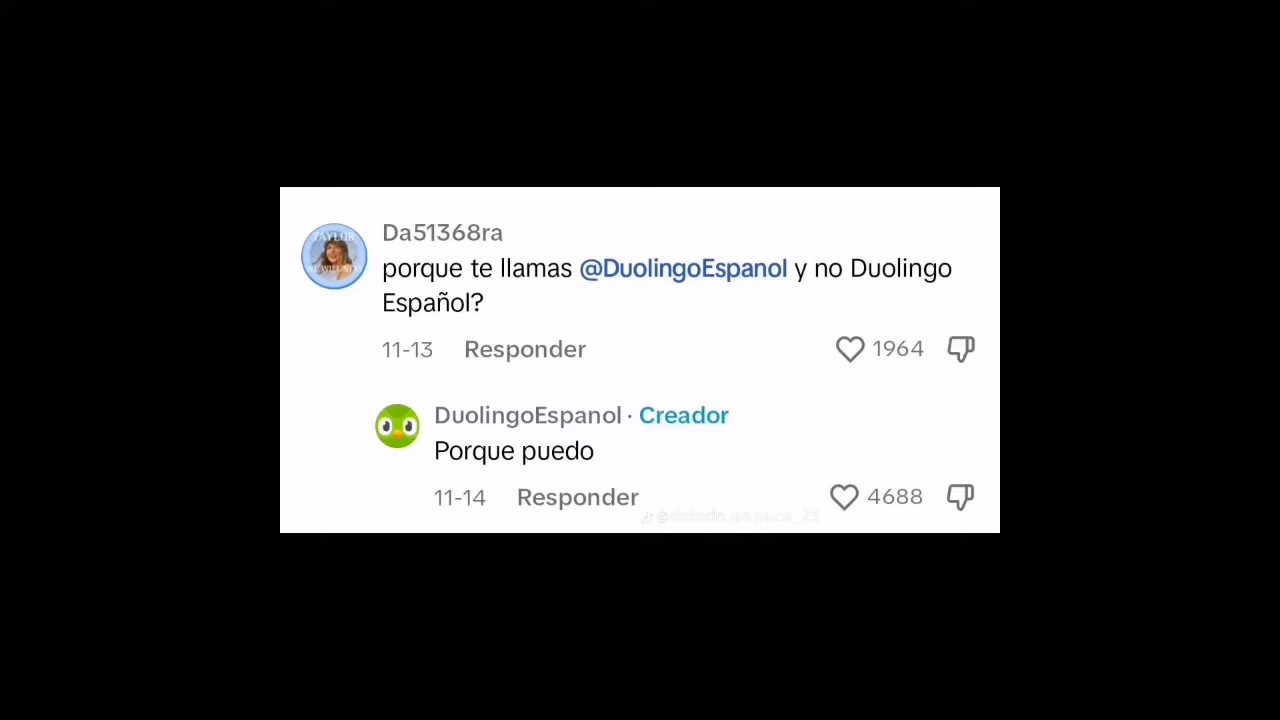 TAYLOR
Da51368ra
porque te llamas @DuolingoEspanol y no Duolingo
Español?
11-13 Responder 1964
DuolingoEspanol · Creador
Porque puedo
11-14 Responder 4688